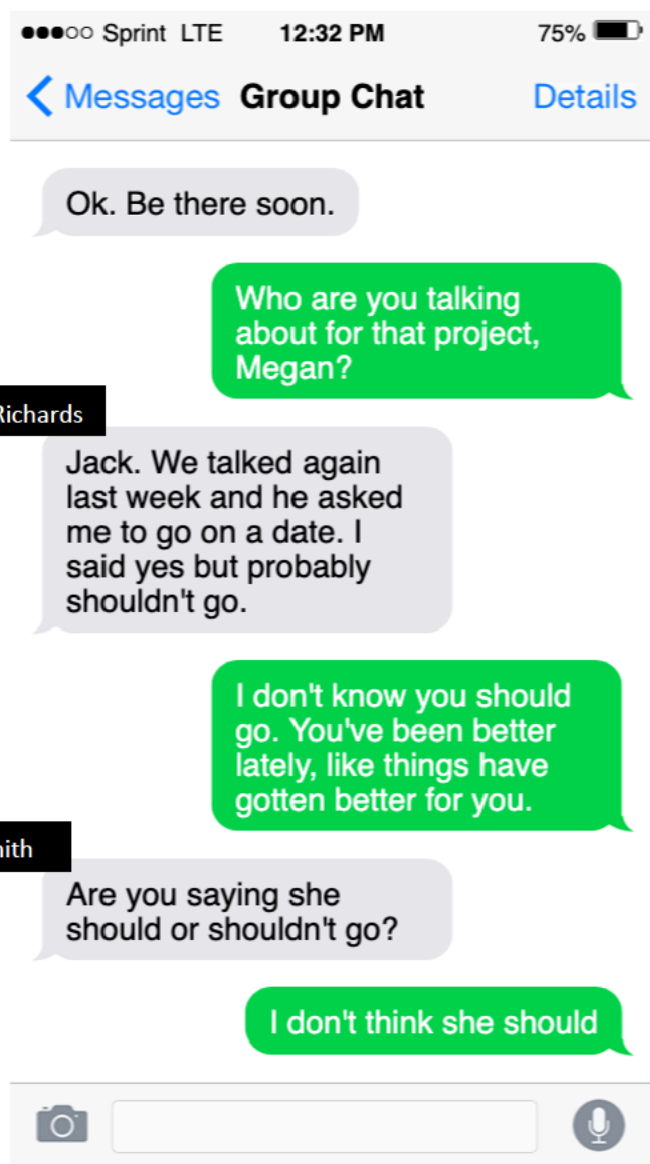 Sprint LTE 12:32 PM 75%
Messages Group Chat Details
Ok. Be there soon.
Who are you talking
about for that project,
Megan?
Richards
Jack. We talked again
last week and he asked
me to go on a date. I
said yes but probably
shouldn't go.
I don't know you should
go. You've been better
lately, like things have
gotten better for you.
Are you saying she
should or shouldn't go?
I don't think she should